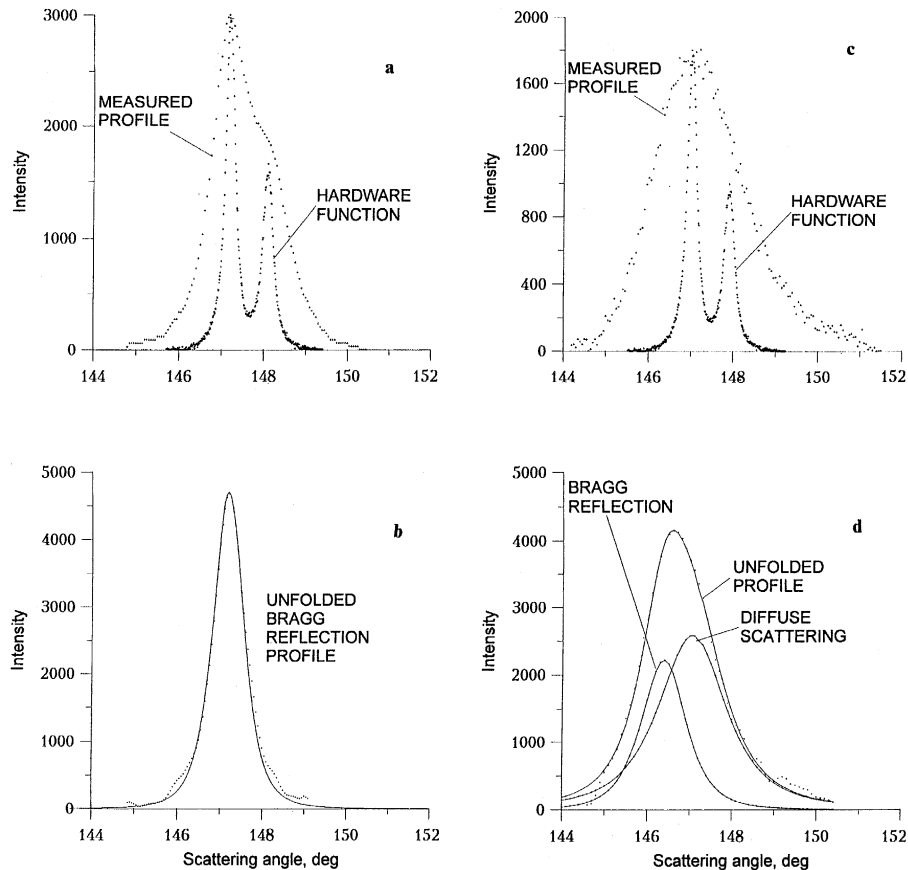 3000
2000
1000
0
Intensity
a
MEASURED
PROFILE
HARDWARE
FUNCTION
144 146 148 150 152
2000
1600
1200
800
400
0
Intensity
c
MEASURED
PROFILE
HARDWARE
FUNCTION
144 146 148 150 152
5000
4000
3000
2000
1000
0
Intensity
b
UNFOLDED
BRAGG
REFLECTION
PROFILE
144 146 148 150 152
Scattering angle, deg
5000
4000
3000
2000
1000
0
Intensity
BRAGG
REFLECTION
d
UNFOLDED
PROFILE
DIFFUSE
SCATTERING
144 146 148 150 152
Scattering angle, deg